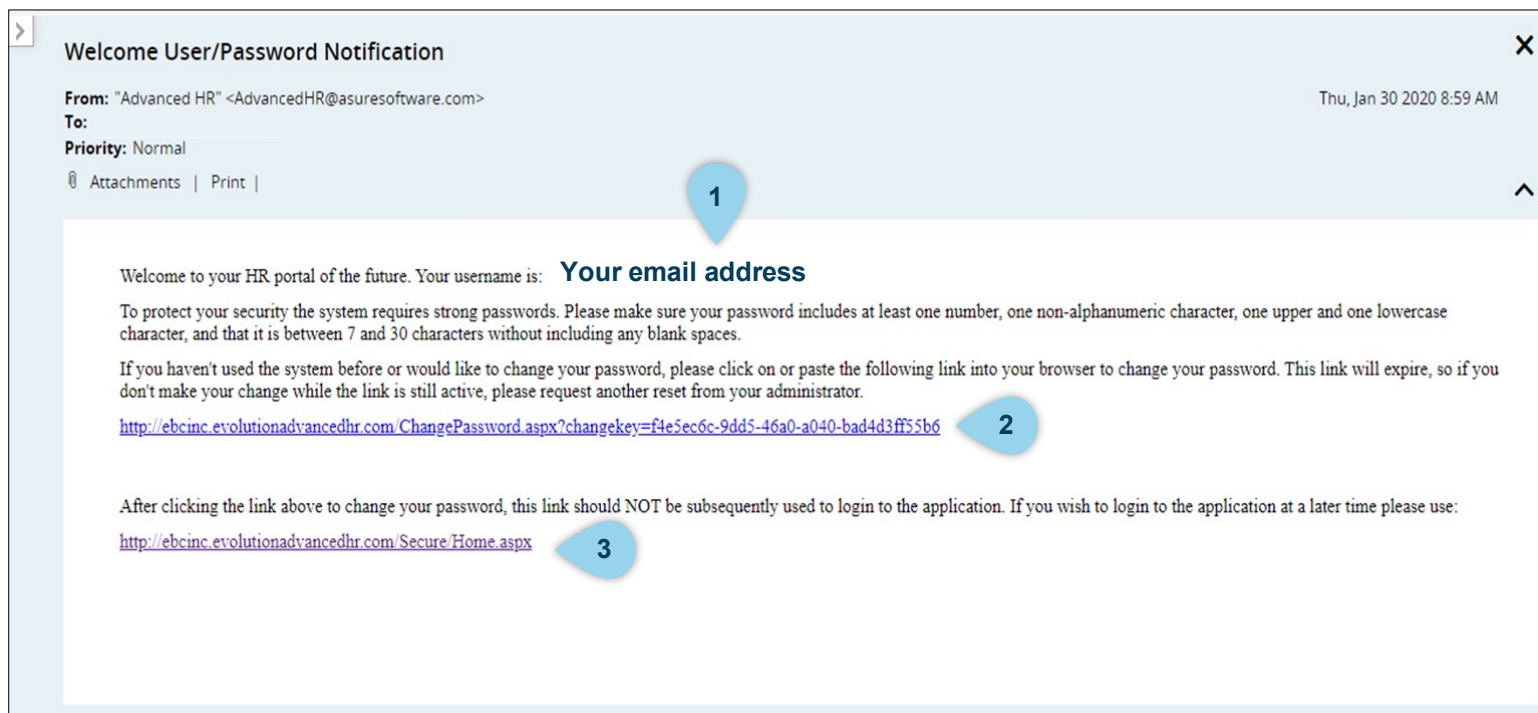 Welcome User/Password Notification
From: "Advanced HR" <AdvancedHR@asuresoftware.com>
Thu, Jan 30 2020 8:59 AM
To:
Priority: Normal
Attachments | Print |
1
Welcome to your HR portal of the future. Your username is: Your email address
To protect your security the system requires strong passwords. Please make sure your password includes at least one number, one non-alphanumeric character, one upper and one lowercase
character, and that it is between 7 and 30 characters without including any blank spaces.
If you haven't used the system before or would like to change your password, please click on or paste the following link into your browser to change your password. This link will expire, so if you
don't make your change while the link is still active, please request another reset from your administrator.
http://ebcinc.evolutionadvancedhr.com/ChangePassword.aspx?changekey=f4e5ec6c-9dd5-46a0-a040-bad4d3ff55b6 2
After clicking the link above to change your password, this link should NOT be subsequently used to login to the application. If you wish to login to the application at a later time please use:
http://ebcinc.evolutionadvancedhr.com/Secure/Home.aspx 3